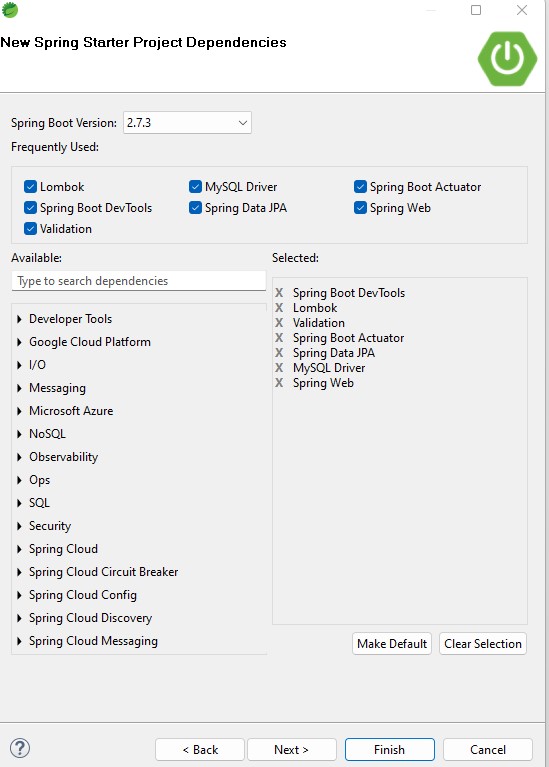 New Spring Starter Project Dependencies
Spring Boot Version: 2.7.3
Frequently Used:
Lombok MySQL Driver Spring Boot Actuator
Spring Boot DevTools Spring Data JPA Spring Web
Validation
Available:
Type to search dependencies
Developer Tools
Google Cloud Platform
I/O
Messaging
Microsoft Azure
NoSQL
Observability
Ops
SQL
Security
Spring Cloud
Spring Cloud Circuit Breaker
Spring Cloud Config
Spring Cloud Discovery
Spring Cloud Messaging
Selected:
X Spring Boot DevTools
X Lombok
X Validation
X Spring Boot Actuator
X Spring Data JPA
X MySQL Driver
X Spring Web
Make Default Clear Selection
? < Back Next > Finish Cancel